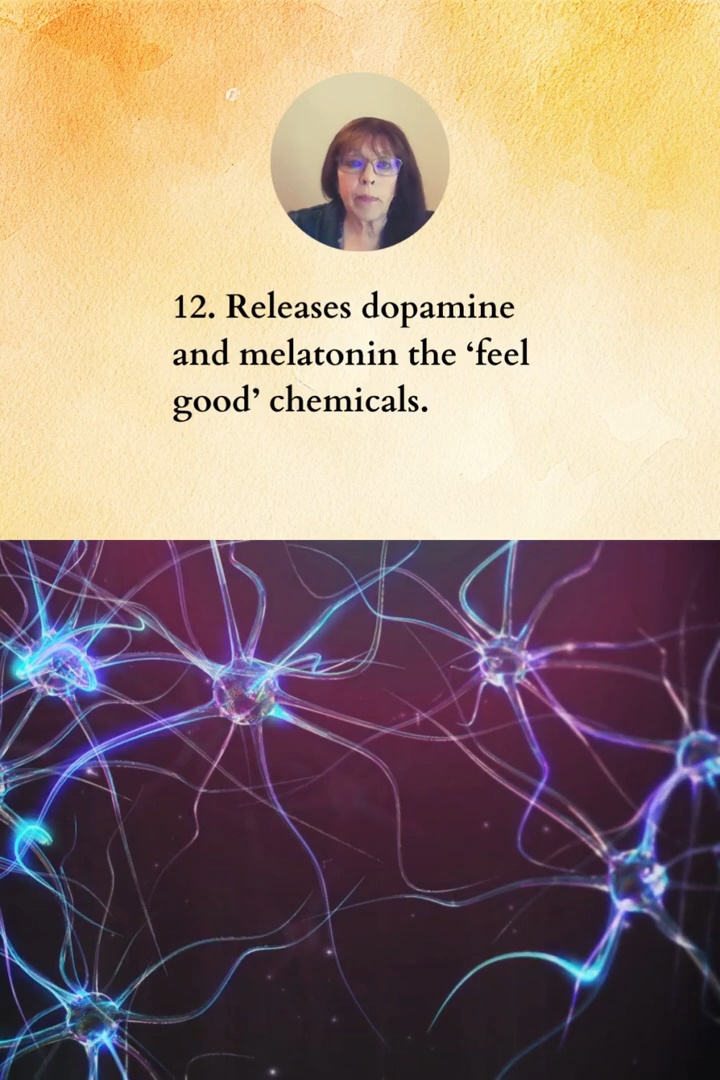 12. Releases dopamine
and melatonin the ‘feel
good’ chemicals.